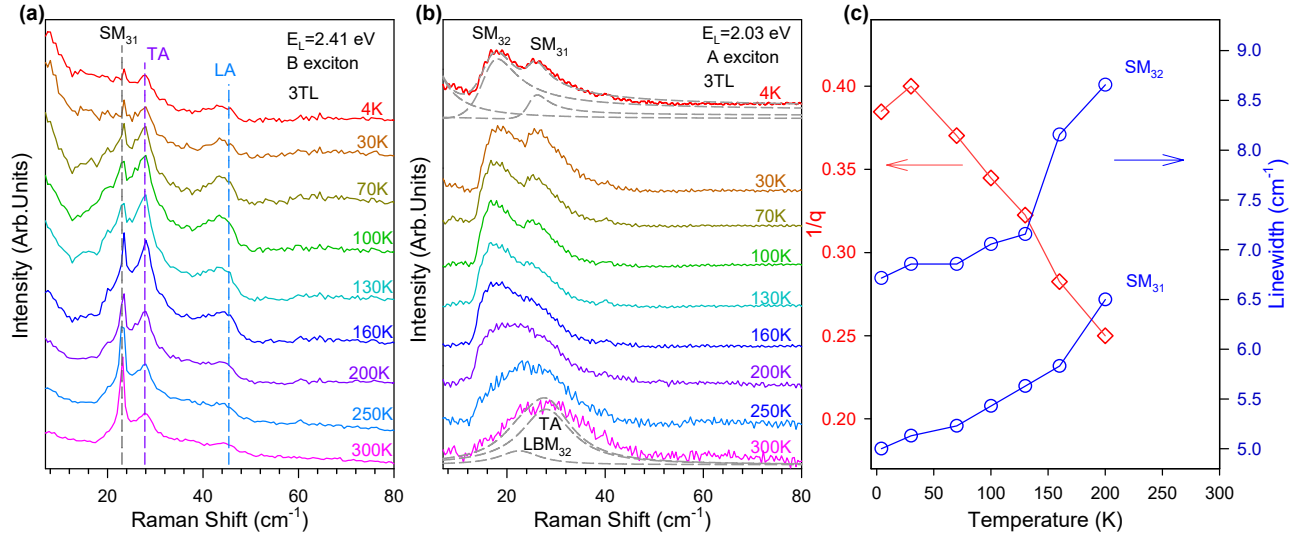 (a)
SM31
TA
LA
E_L=2.41 eV
B exciton
3TL
4K
30K
70K
100K
130K
160K
200K
250K
300K
Intensity (Arb.Units)
20
40
60
80
Raman Shift (cm⁻¹)
(b)
SM32
SM31
E_L=2.03 eV
A exciton
3TL
4K
30K
70K
100K
130K
160K
200K
250K
300K
TA
LBM32
Intensity (Arb.Units)
20
40
60
80
Raman Shift (cm⁻¹)
(c)
1/q
0.40
0.35
0.30
0.25
0.20
SM32
SM31
9.0
8.5
8.0
7.5
7.0
6.5
6.0
5.5
5.0
Linewidth (cm⁻¹)
0
50
100
150
200
250
300
Temperature (K)